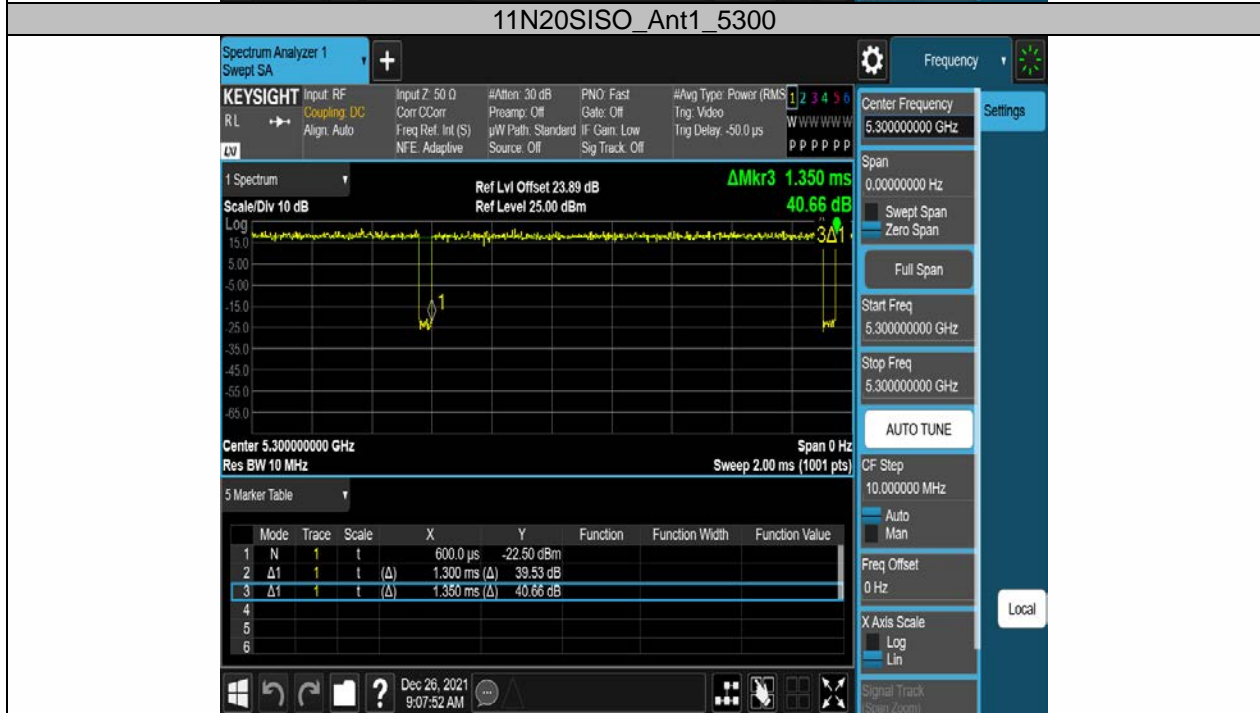 11N20SISO_Ant1_5300
Spectrum Analyzer 1
Swept SA
+
Frequency
KEYSIGHT
RL
LXI
Input: RF
Coupling: DC
Align: Auto
Input Z: 50 Ω
Corr CCorr
Freq Ref: Int (S)
NFE: Adaptive
#Atten: 30 dB
Preamp: Off
µW Path: Standard
Source: Off
PNO: Fast
Gate: Off
IF Gain: Low
Sig Track: Off
#Avg Type: Power (RMS
Trig: Video
Trig Delay: -50.0 µs
1 2 3 4 5 6
W W W W W W
P P P P P P
1 Spectrum
Scale/Div 10 dB
Ref Lvl Offset 23.89 dB
Ref Level 25.00 dBm
ΔMkr3 1.350 ms
40.66 dB
Log
15.0
5.00
-5.00
-15.0
-25.0
-35.0
-45.0
-55.0
-65.0
1
3Δ1
Center 5.300000000 GHz
Res BW 10 MHz
Span 0 Hz
Sweep 2.00 ms (1001 pts)
5 Marker Table
Mode Trace Scale X Y Function Function Width Function Value
1 N 1 t 600.0 µs -22.50 dBm
2 Δ1 1 t (Δ) 1.300 ms (Δ) 39.53 dB
3 Δ1 1 t (Δ) 1.350 ms (Δ) 40.66 dB
4
5
6
Dec 26, 2021
9:07:52 AM
Center Frequency
5.300000000 GHz
Settings
Span
0.00000000 Hz
Swept Span
Zero Span
Full Span
Start Freq
5.300000000 GHz
Stop Freq
5.300000000 GHz
AUTO TUNE
CF Step
10.000000 MHz
Auto
Man
Freq Offset
0 Hz
Local
X Axis Scale
Log
Lin
Signal Track
(Span Zoom)